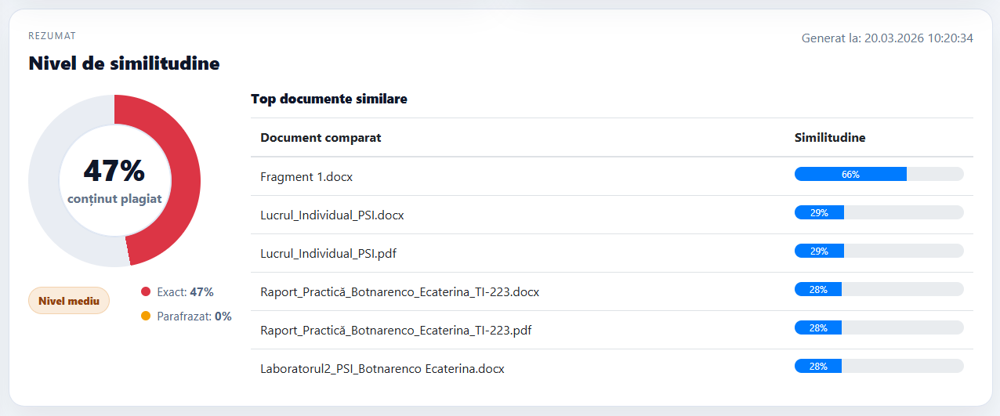 REZUMAT
Generat la: 20.03.2026 10:20:34
Nivel de similitudine
47%
conținut plagiat
Nivel mediu
Exact: 47%
Parafrazat: 0%
Top documente similare
Document comparat Similitudine
Fragment 1.docx 66%
Lucrul_Individual_PSI.docx 29%
Lucrul_Individual_PSI.pdf 29%
Raport_Practică_Botnarenco_Ecaterina_TI-223.docx 28%
Raport_Practică_Botnarenco_Ecaterina_TI-223.pdf 28%
Laboratorul2_PSI_Botnarenco Ecaterina.docx 28%